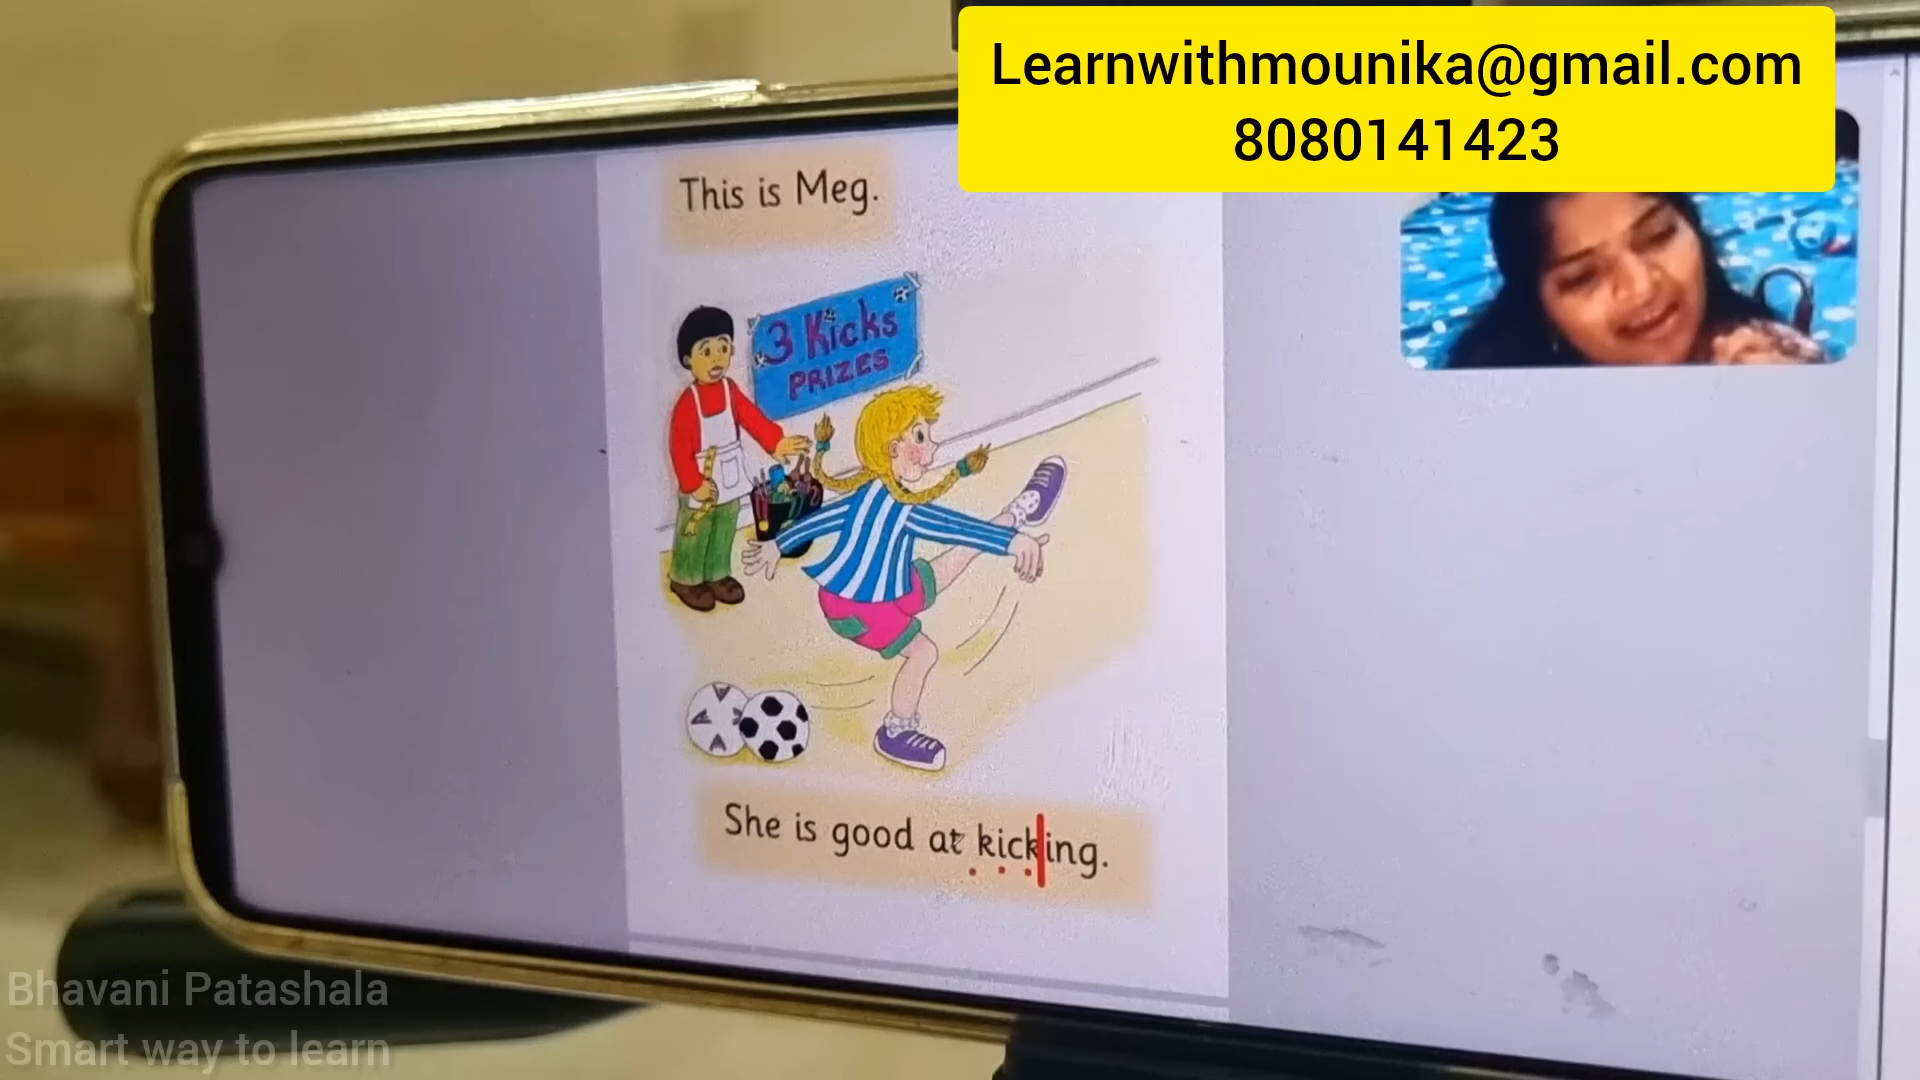 Learnwithmounika@gmail.com
8080141423
This is Meg.
3 Kicks
PRIZES
She is good at kicking.
Bhavani Patashala
Smart way to learn